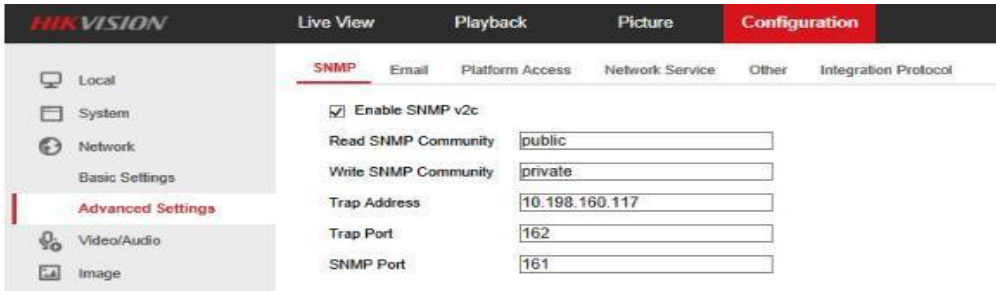 HIKVISION Live View Playback Picture Configuration
Local
System
Network
Basic Settings
Advanced Settings
Video/Audio
Image
SNMP Email Platform Access Network Service Other Integration Protocol
Enable SNMP v2c
Read SNMP Community public
Write SNMP Community private
Trap Address 10.198.160.117
Trap Port 162
SNMP Port 161